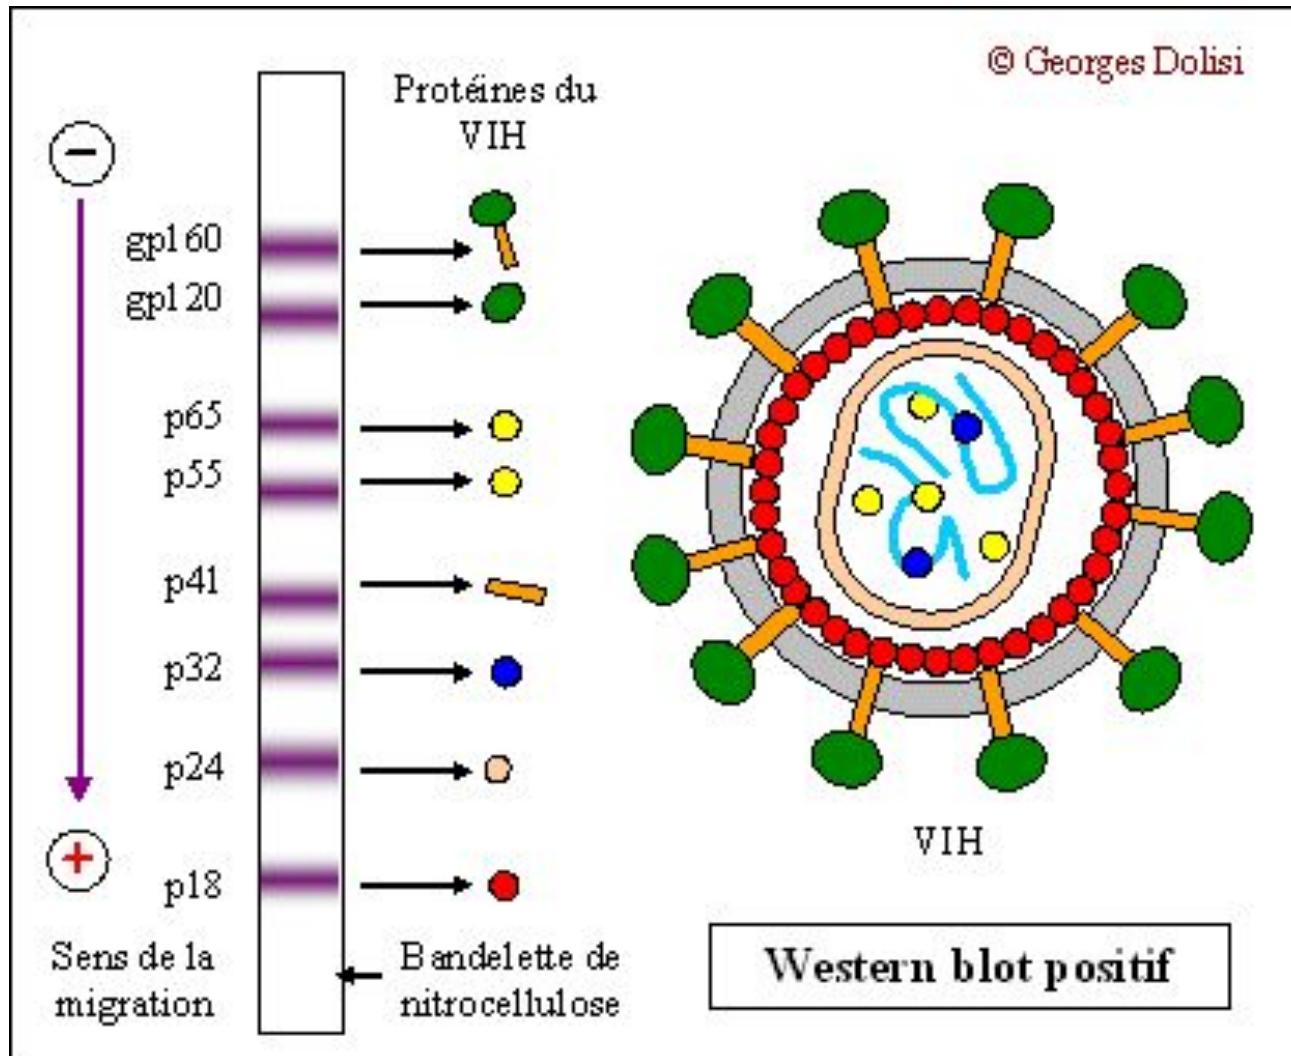 © Georges Dolisi
Protéines du
VIH
−
gp160
gp120
p65
p55
p41
p32
p24
p18
+
Sens de la
migration
Bandelette de
nitrocellulose
VIH
Western blot positif